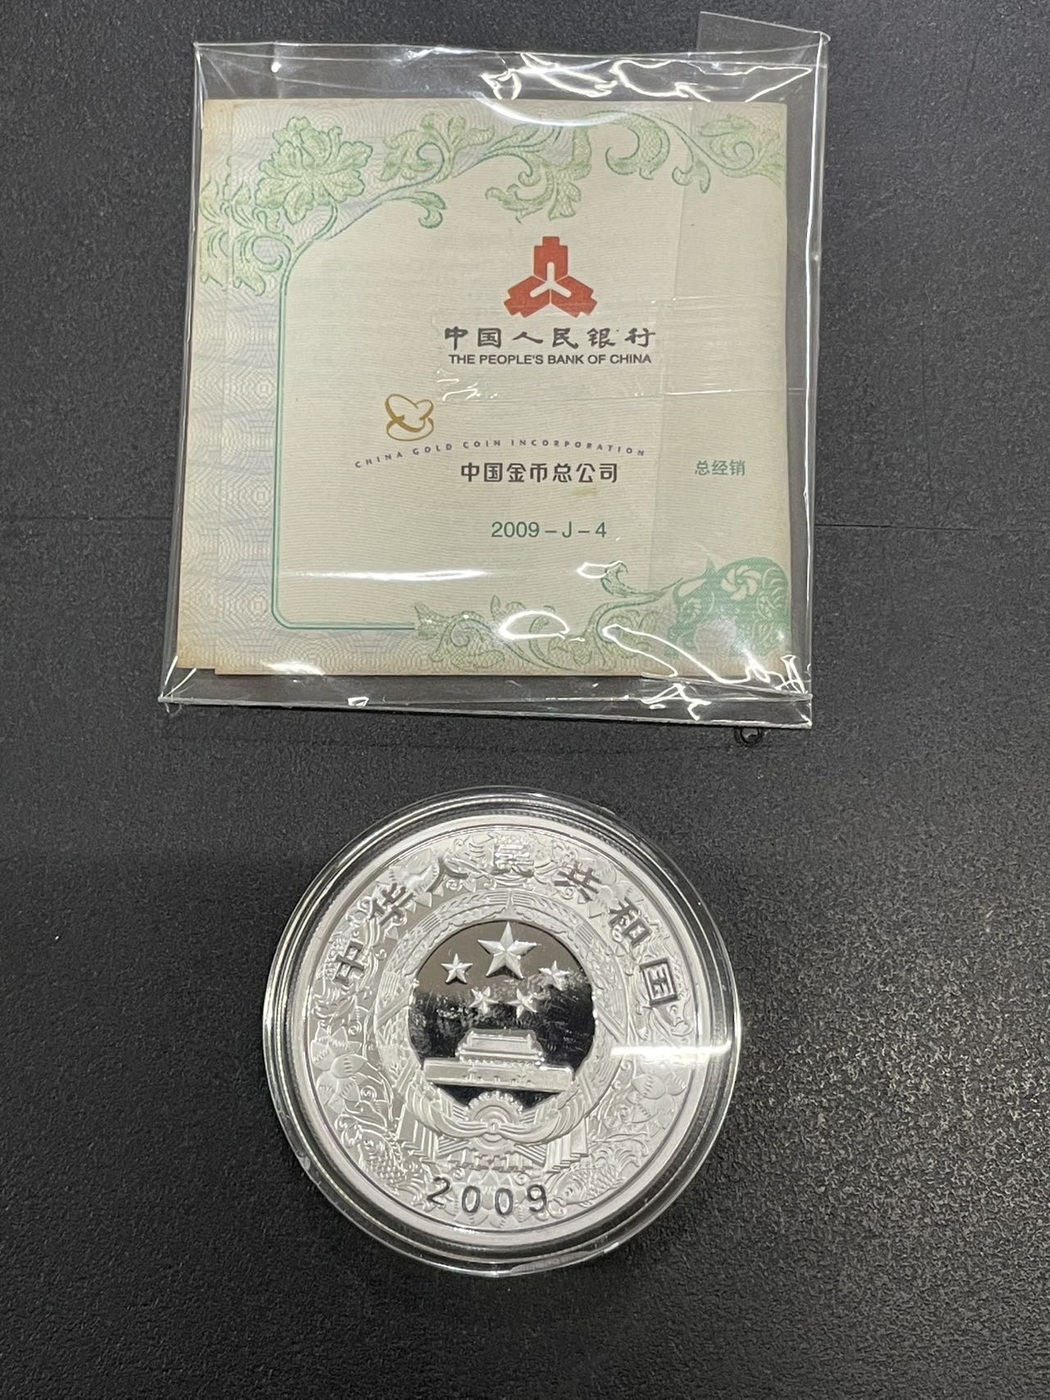 中国人民银行
THE PEOPLE'S BANK OF CHINA
CHINA GOLD COIN INCORPORATION
中国金币总公司
总经销
2009-J-4
中华人民共和国
2009